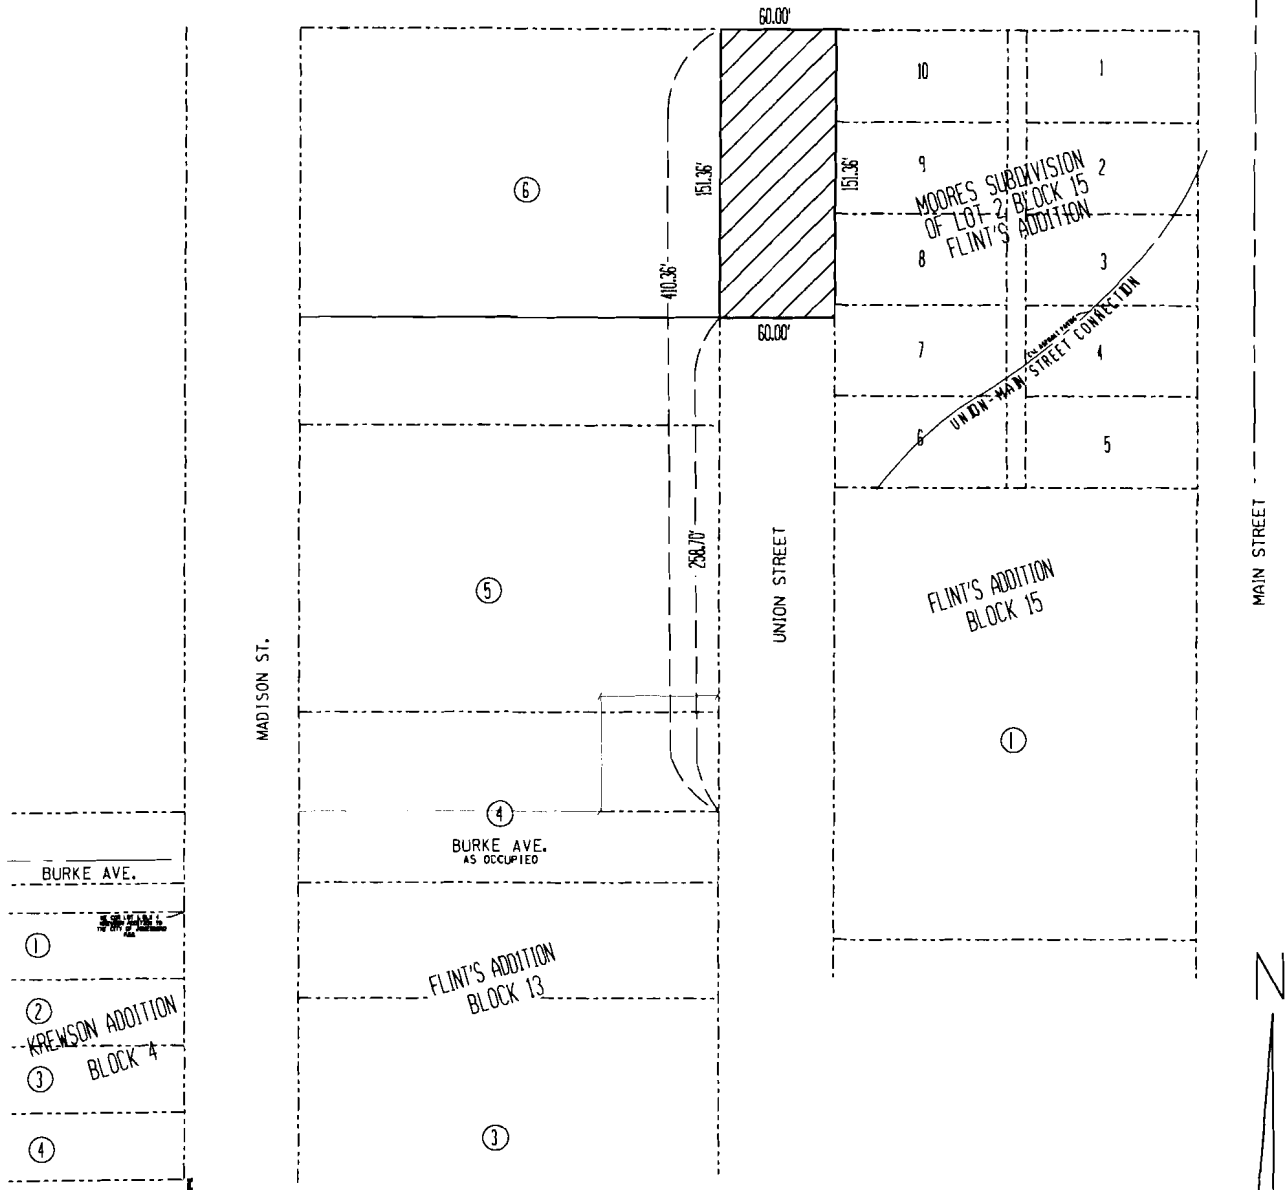 60.00'
10
1
6
151.36'
151.36'
9
2
MOORES SUBDIVISION
OF LOT 2, BLOCK 15
FLINT'S ADDITION
8
3
410.36'
60.00'
7
4
UNION-MAIN STREET CONNECTION
6
5
258.70'
UNION STREET
MAIN STREET
5
FLINT'S ADDITION
BLOCK 15
MADISON ST.
1
4
BURKE AVE.
AS OCCUPIED
BURKE AVE.
1
FLINT'S ADDITION
BLOCK 13
N
2
KREWSON ADDITION
BLOCK 4
3
3
4